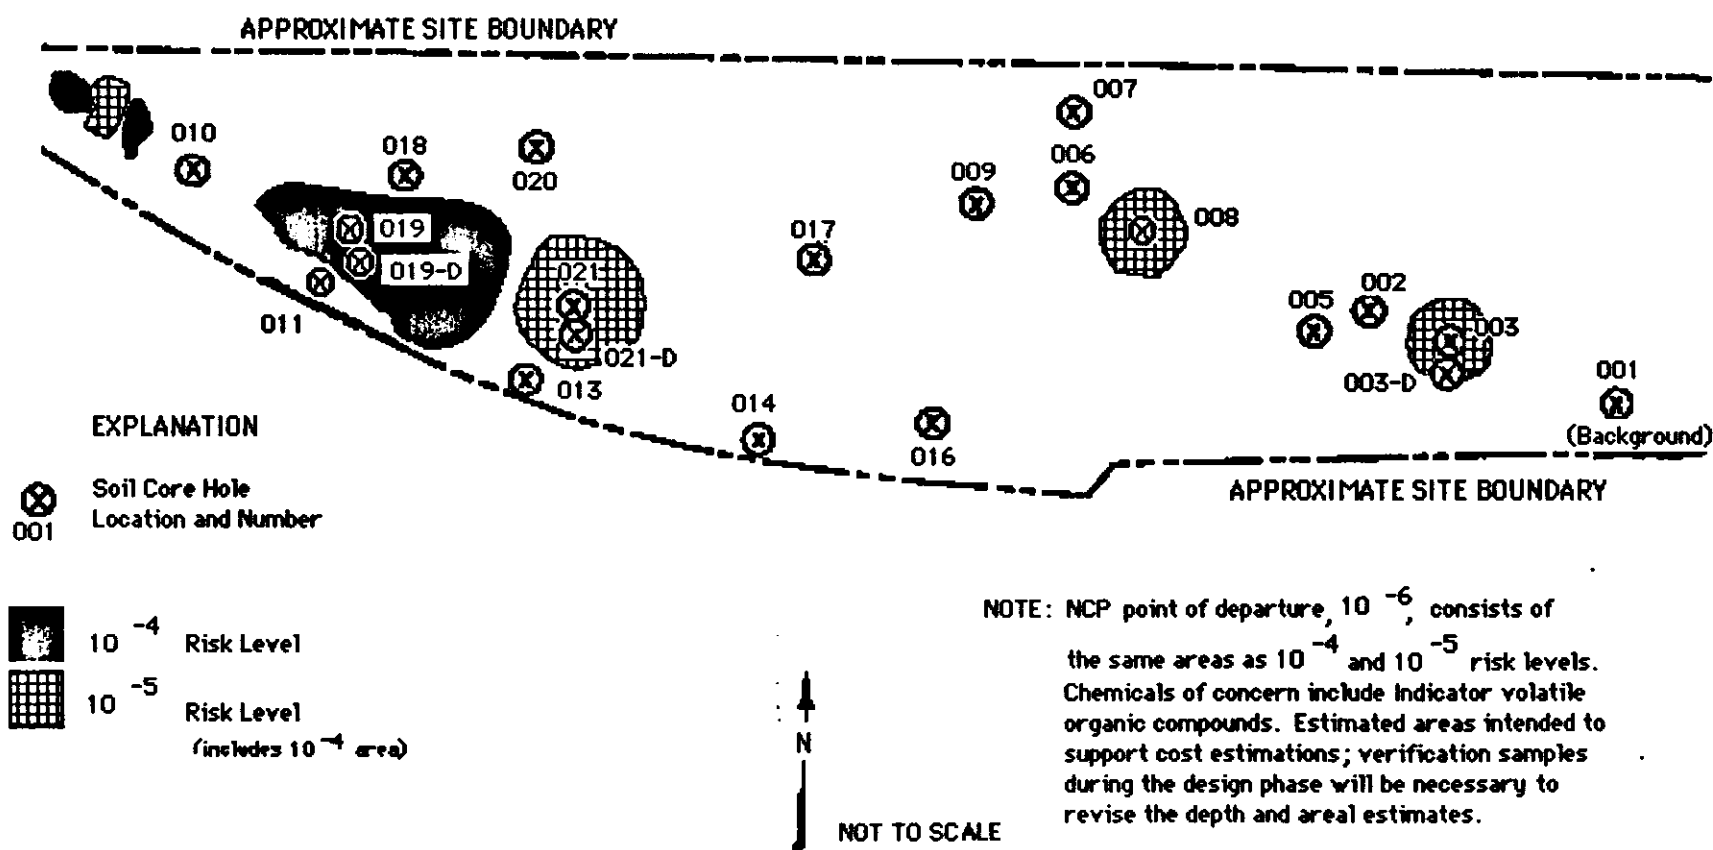 APPROXIMATE SITE BOUNDARY
007
010
018
020
006
009
008
019
017
019-D
021
002
005
003
011
021-D
003-D
001
013
014
(Background)
016
EXPLANATION
APPROXIMATE SITE BOUNDARY
Soil Core Hole
Location and Number
001
10 -4 Risk Level
10 -5 Risk Level
(includes 10 -4 area)
N
NOT TO SCALE
NOTE: NCP point of departure, 10 -6, consists of
the same areas as 10 -4 and 10 -5 risk levels.
Chemicals of concern include Indicator volatile
organic compounds. Estimated areas intended to
support cost estimations; verification samples
during the design phase will be necessary to
revise the depth and areal estimates.